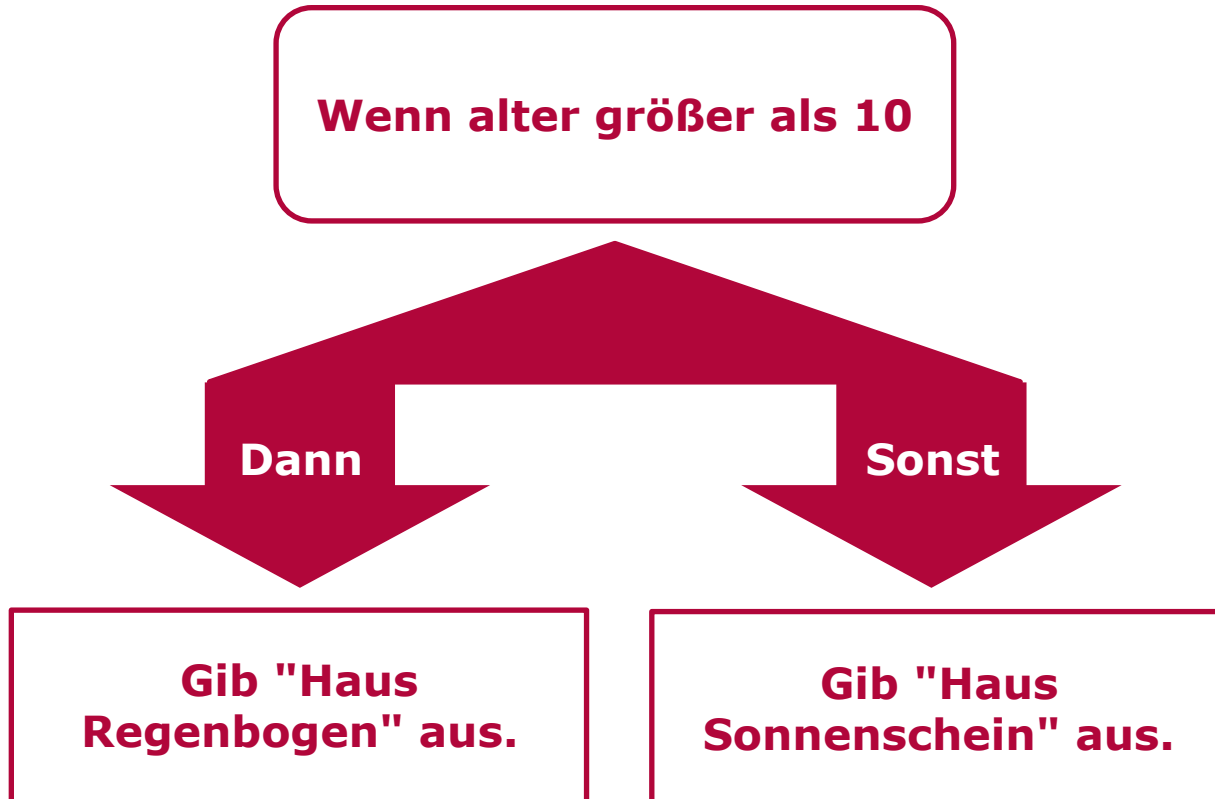 Wenn alter größer als 10
Dann
Sonst
Gib "Haus
Regenbogen" aus.
Gib "Haus
Sonnenschein" aus.